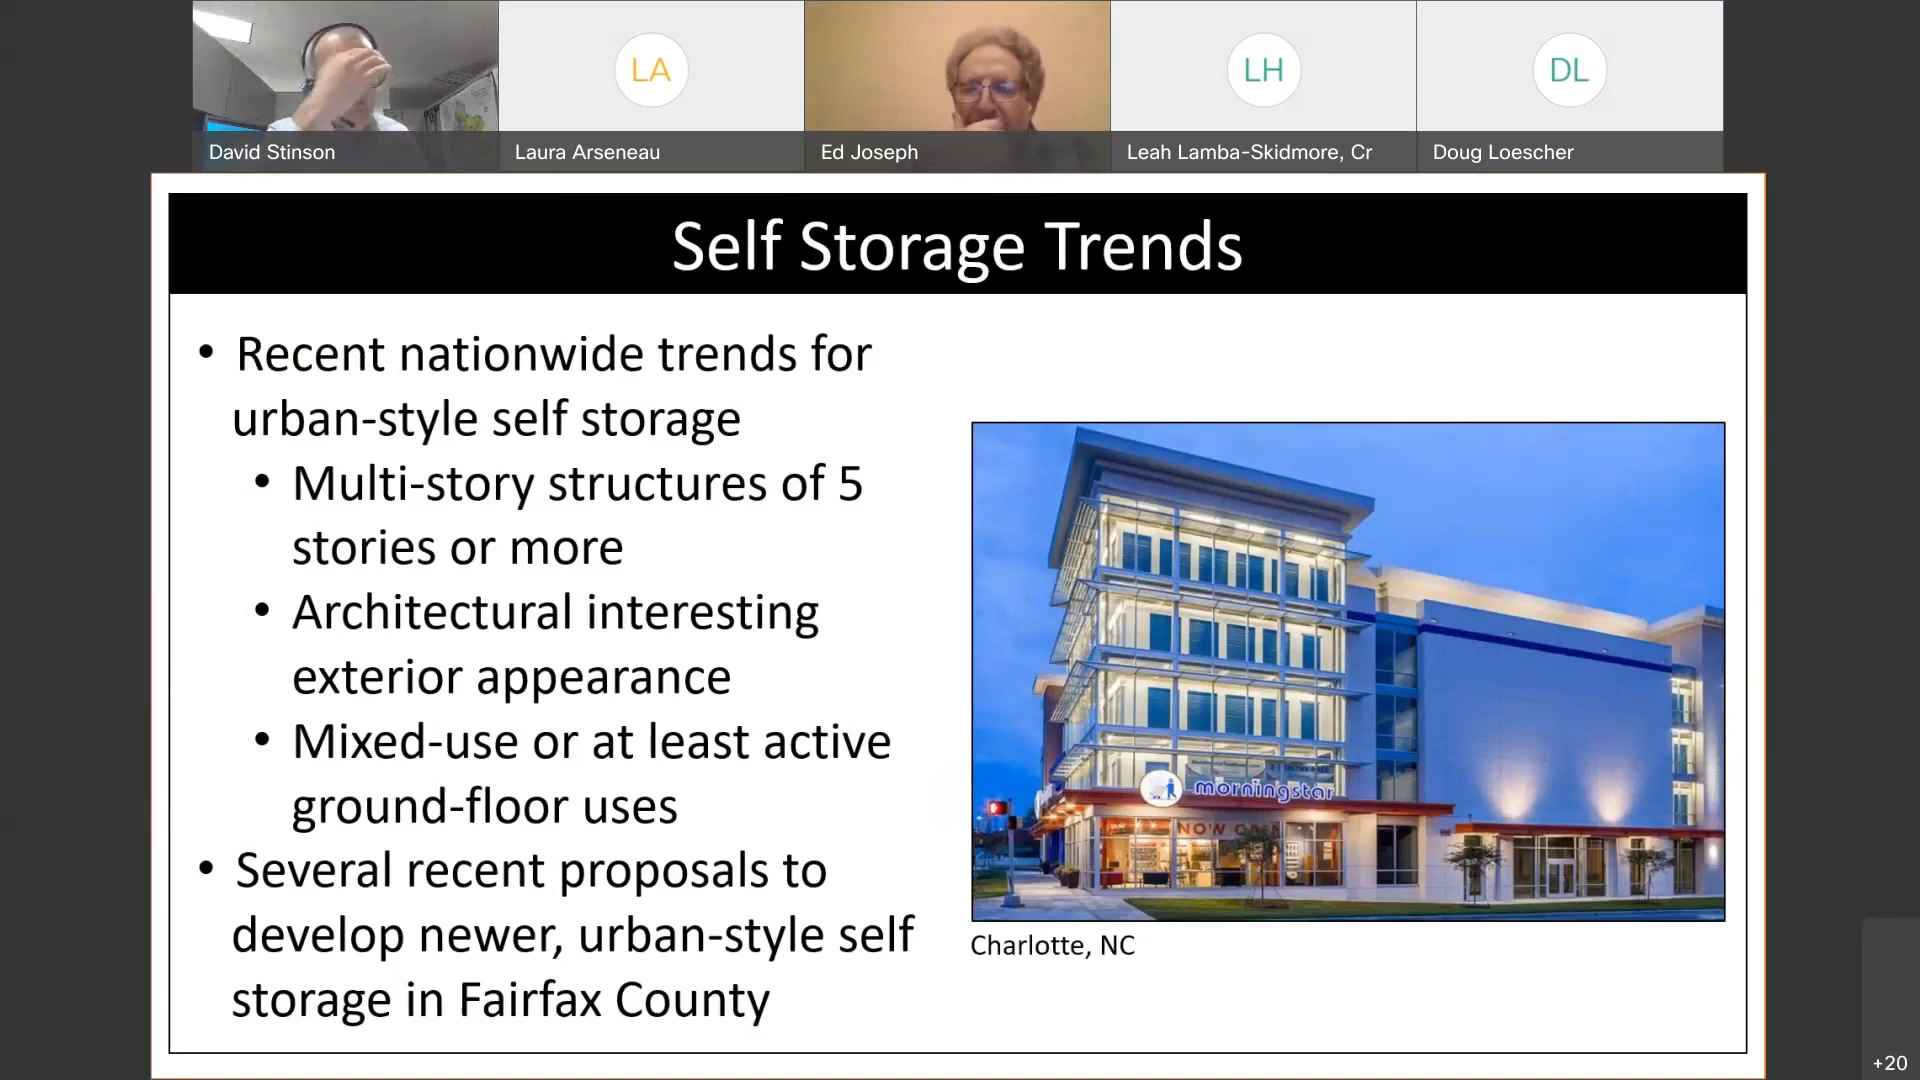 LA
LH
DL
David Stinson
Laura Arseneau
Ed Joseph
Leah Lamba-Skidmore, Cr
Doug Loescher
Self Storage Trends
• Recent nationwide trends for
urban-style self storage
• Multi-story structures of 5
stories or more
• Architectural interesting
exterior appearance
• Mixed-use or at least active
ground-floor uses
• Several recent proposals to
develop newer, urban-style self
storage in Fairfax County
morningstar
NOW OPEN
Charlotte, NC
+20